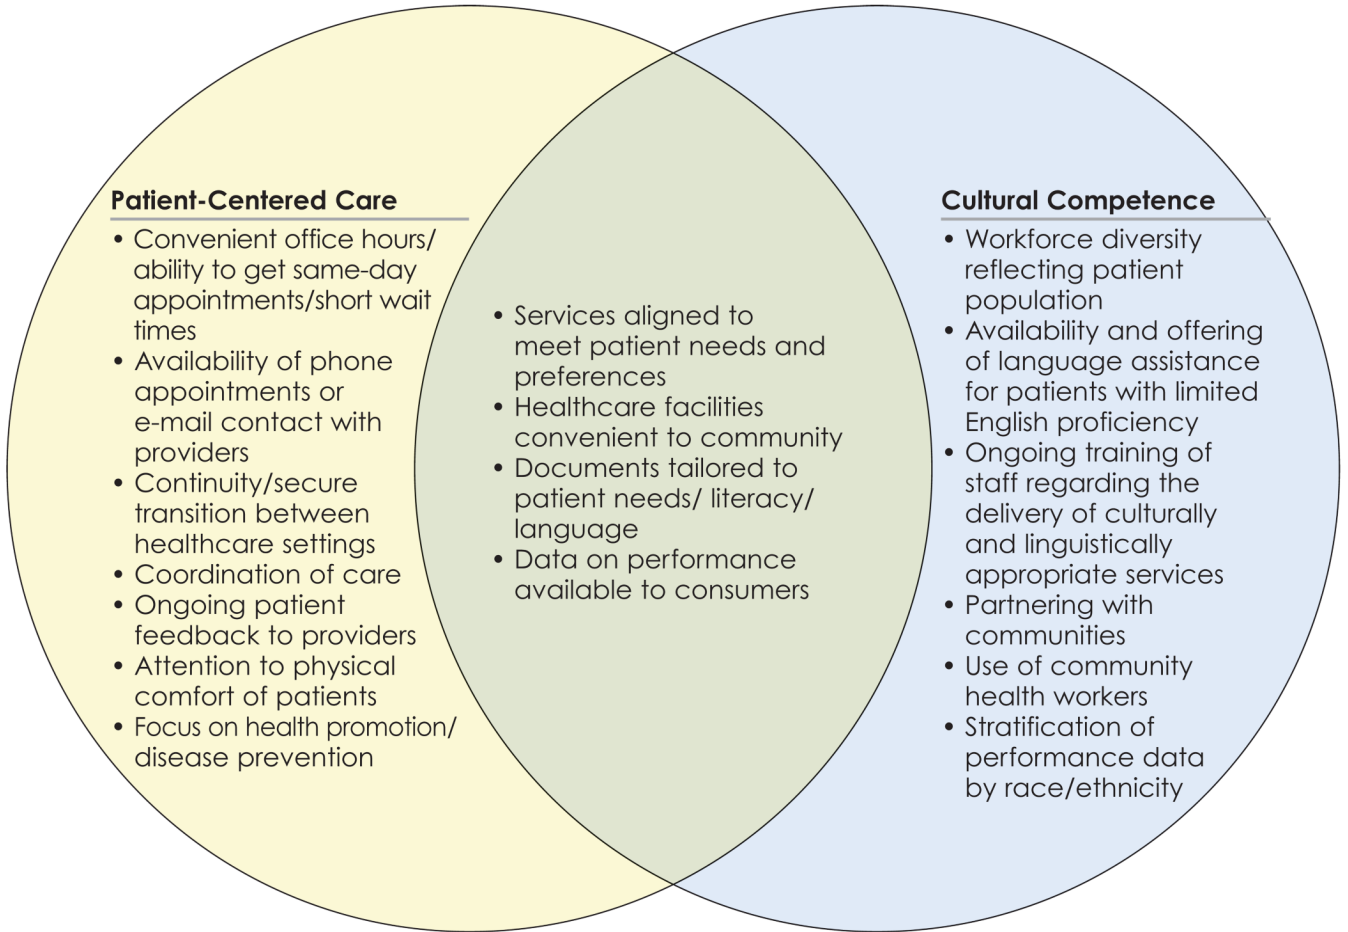 Patient-Centered Care
• Convenient office hours/
ability to get same-day
appointments/short wait
times
• Availability of phone
appointments or
e-mail contact with
providers
• Continuity/secure
transition between
healthcare settings
• Coordination of care
• Ongoing patient
feedback to providers
• Attention to physical
comfort of patients
• Focus on health promotion/
disease prevention
• Services aligned to
meet patient needs and
preferences
• Healthcare facilities
convenient to community
• Documents tailored to
patient needs/ literacy/
language
• Data on performance
available to consumers
Cultural Competence
• Workforce diversity
reflecting patient
population
• Availability and offering
of language assistance
for patients with limited
English proficiency
• Ongoing training of
staff regarding the
delivery of culturally
and linguistically
appropriate services
• Partnering with
communities
• Use of community
health workers
• Stratification of
performance data
by race/ethnicity